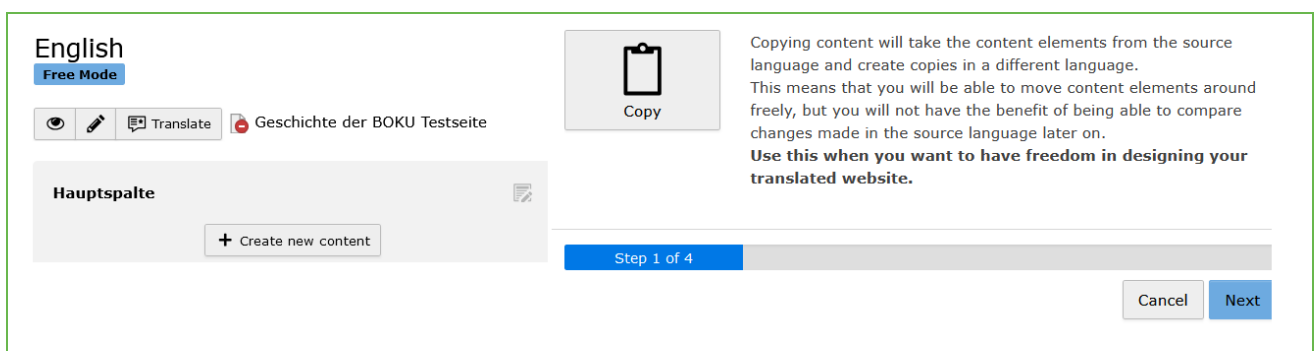 English
Free Mode
Translate
Geschichte der BOKU Testseite
Hauptspalte
+ Create new content
Copy
Copying content will take the content elements from the source
language and create copies in a different language.
This means that you will be able to move content elements around
freely, but you will not have the benefit of being able to compare
changes made in the source language later on.
Use this when you want to have freedom in designing your
translated website.
Step 1 of 4
Cancel
Next